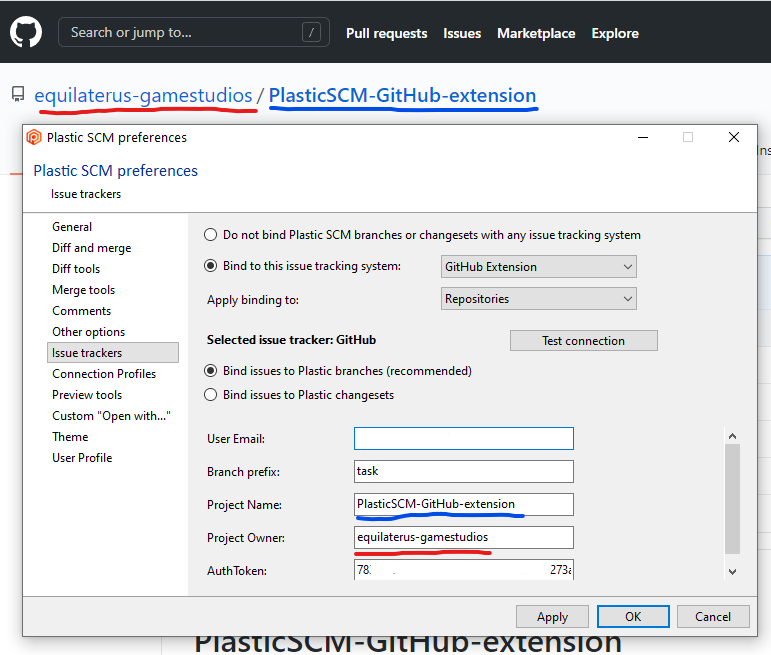 Search or jump to... /
Pull requests Issues Marketplace Explore
equilaterus-gamestudios / PlasticSCM-GitHub-extension
Plastic SCM preferences
Plastic SCM preferences
Issue trackers
General
Diff and merge
Diff tools
Merge tools
Comments
Other options
Issue trackers
Connection Profiles
Preview tools
Custom "Open with..."
Theme
User Profile
Do not bind Plastic SCM branches or changesets with any issue tracking system
Bind to this issue tracking system: GitHub Extension
Apply binding to: Repositories
Selected issue tracker: GitHub Test connection
Bind issues to Plastic branches (recommended)
Bind issues to Plastic changesets
User Email:
Branch prefix: task
Project Name: PlasticSCM-GitHub-extension
Project Owner: equilaterus-gamestudios
AuthToken: 78 273a
Apply OK Cancel
Ins
PlasticSCM-GitHub-extension